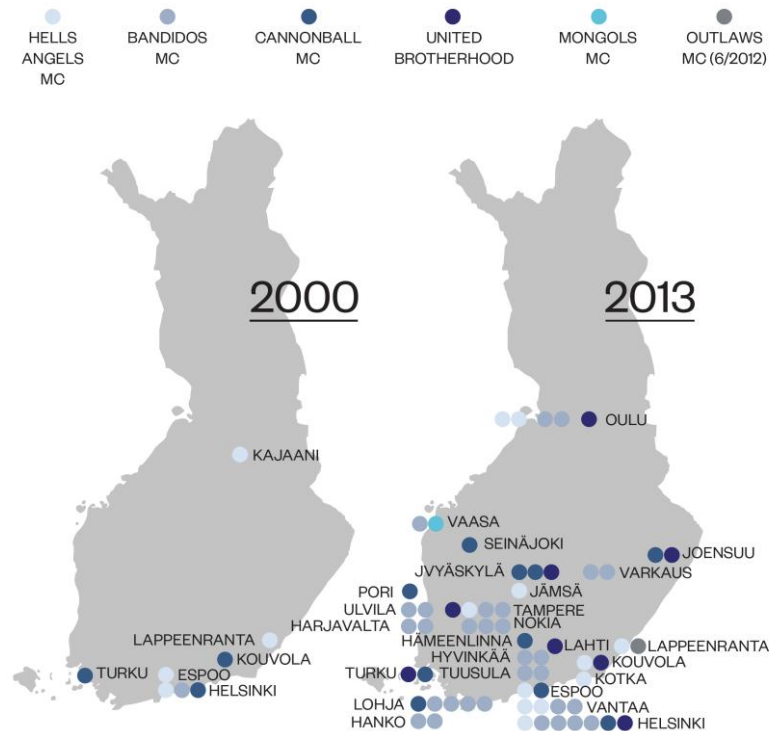 HELLS
ANGELS
MC
BANDIDOS
MC
CANNONBALL
MC
UNITED
BROTHERHOOD
MONGOLS
MC
OUTLAWS
MC (6/2012)
2000
KAJAANI
LAPPEENRANTA
KOUVOLA
TURKU
ESPOO
HELSINKI
2013
OULU
VAASA
SEINÄJOKI
JOENSUU
JVYÄSKYLÄ
VARKAUS
PORI
JÄMSÄ
ULVILA
TAMPERE
HARJAVALTA
NOKIA
HÄMEENLINNA
LAHTI
LAPPEENRANTA
HYVINKÄÄ
KOUVOLA
TURKU
TUUSULA
KOTKA
ESPOO
LOHJA
VANTAA
HANKO
HELSINKI